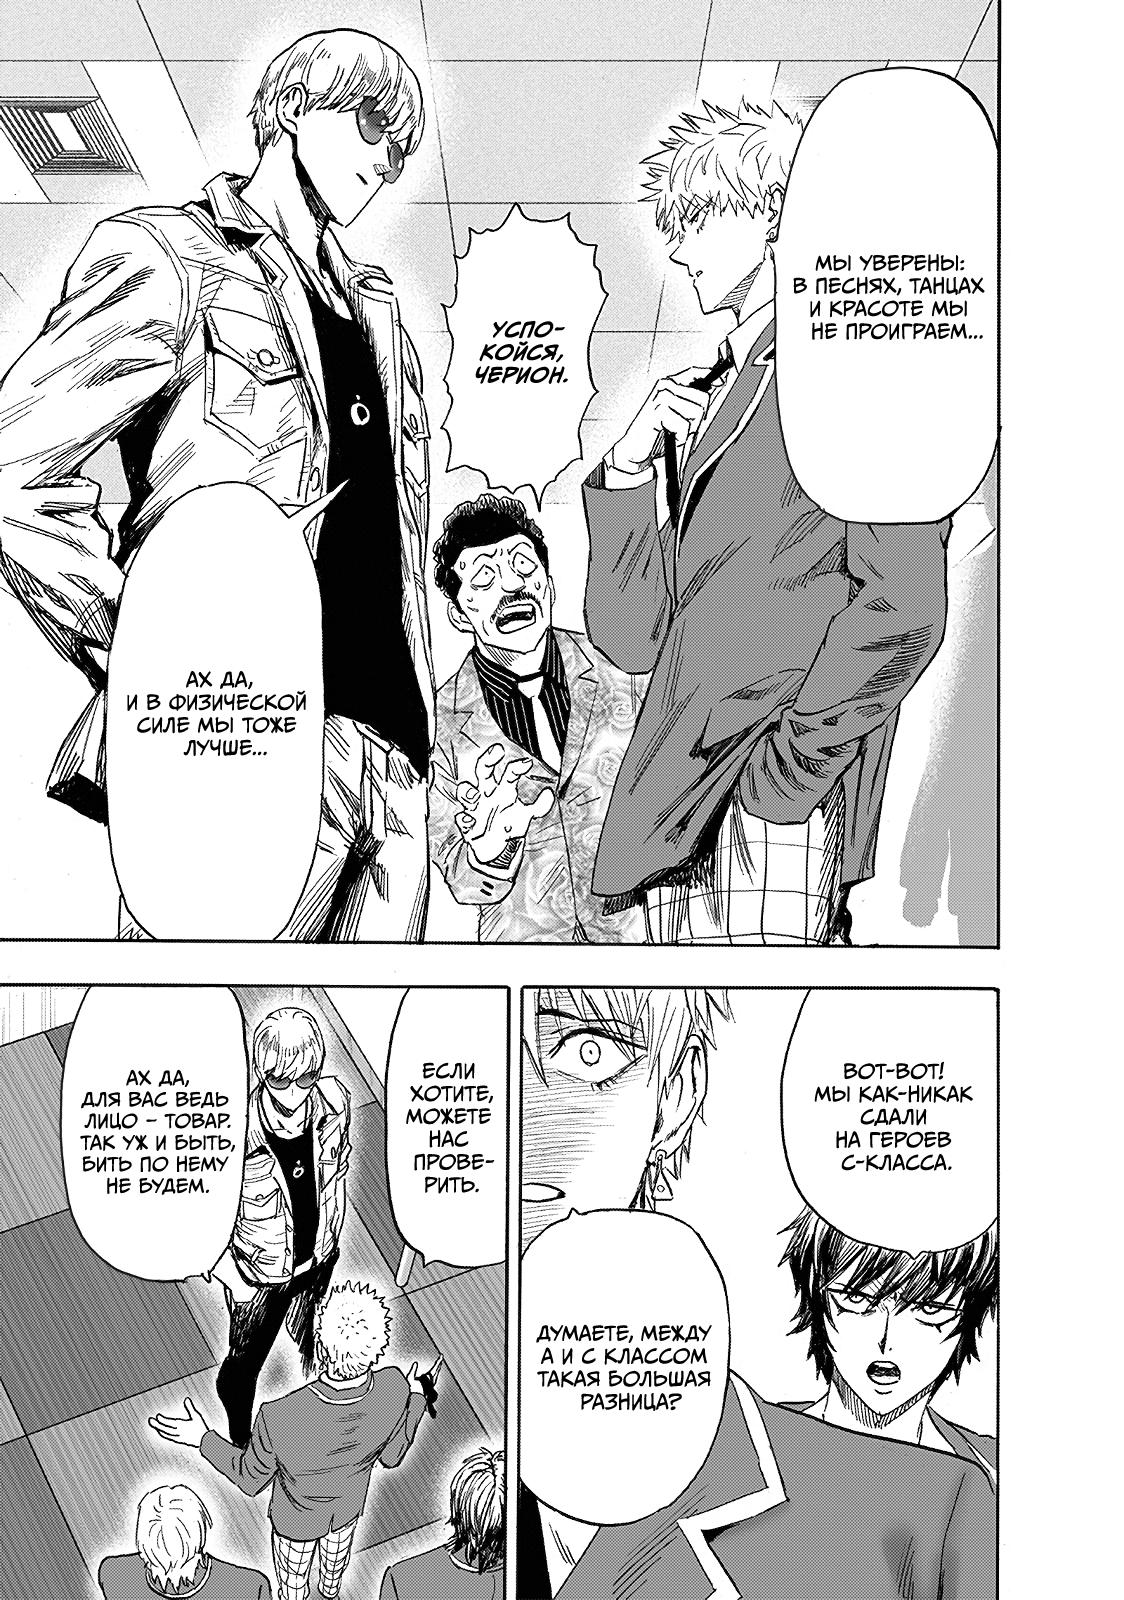 МЫ УВЕРЕНЫ:
В ПЕСНЯХ, ТАНЦАХ
И КРАСОТЕ МЫ
НЕ ПРОИГРАЕМ...
УСПО-
КОЙСЯ,
ЧЕРИОН.
АХ ДА,
И В ФИЗИЧЕСКОЙ
СИЛЕ МЫ ТОЖЕ
ЛУЧШЕ...
ВОТ-ВОТ!
МЫ КАК-НИКАК
СДАЛИ
НА ГЕРОЕВ
С-КЛАССА.
ДУМАЕТЕ, МЕЖДУ
А И С КЛАССОМ
ТАКАЯ БОЛЬШАЯ
РАЗНИЦА?
ЕСЛИ
ХОТИТЕ,
МОЖЕТЕ
НАС
ПРОВЕ-
РИТЬ.
АХ ДА,
ДЛЯ ВАС ВЕДЬ
ЛИЦО – ТОВАР.
ТАК УЖ И БЫТЬ,
БИТЬ ПО НЕМУ
НЕ БУДЕМ.